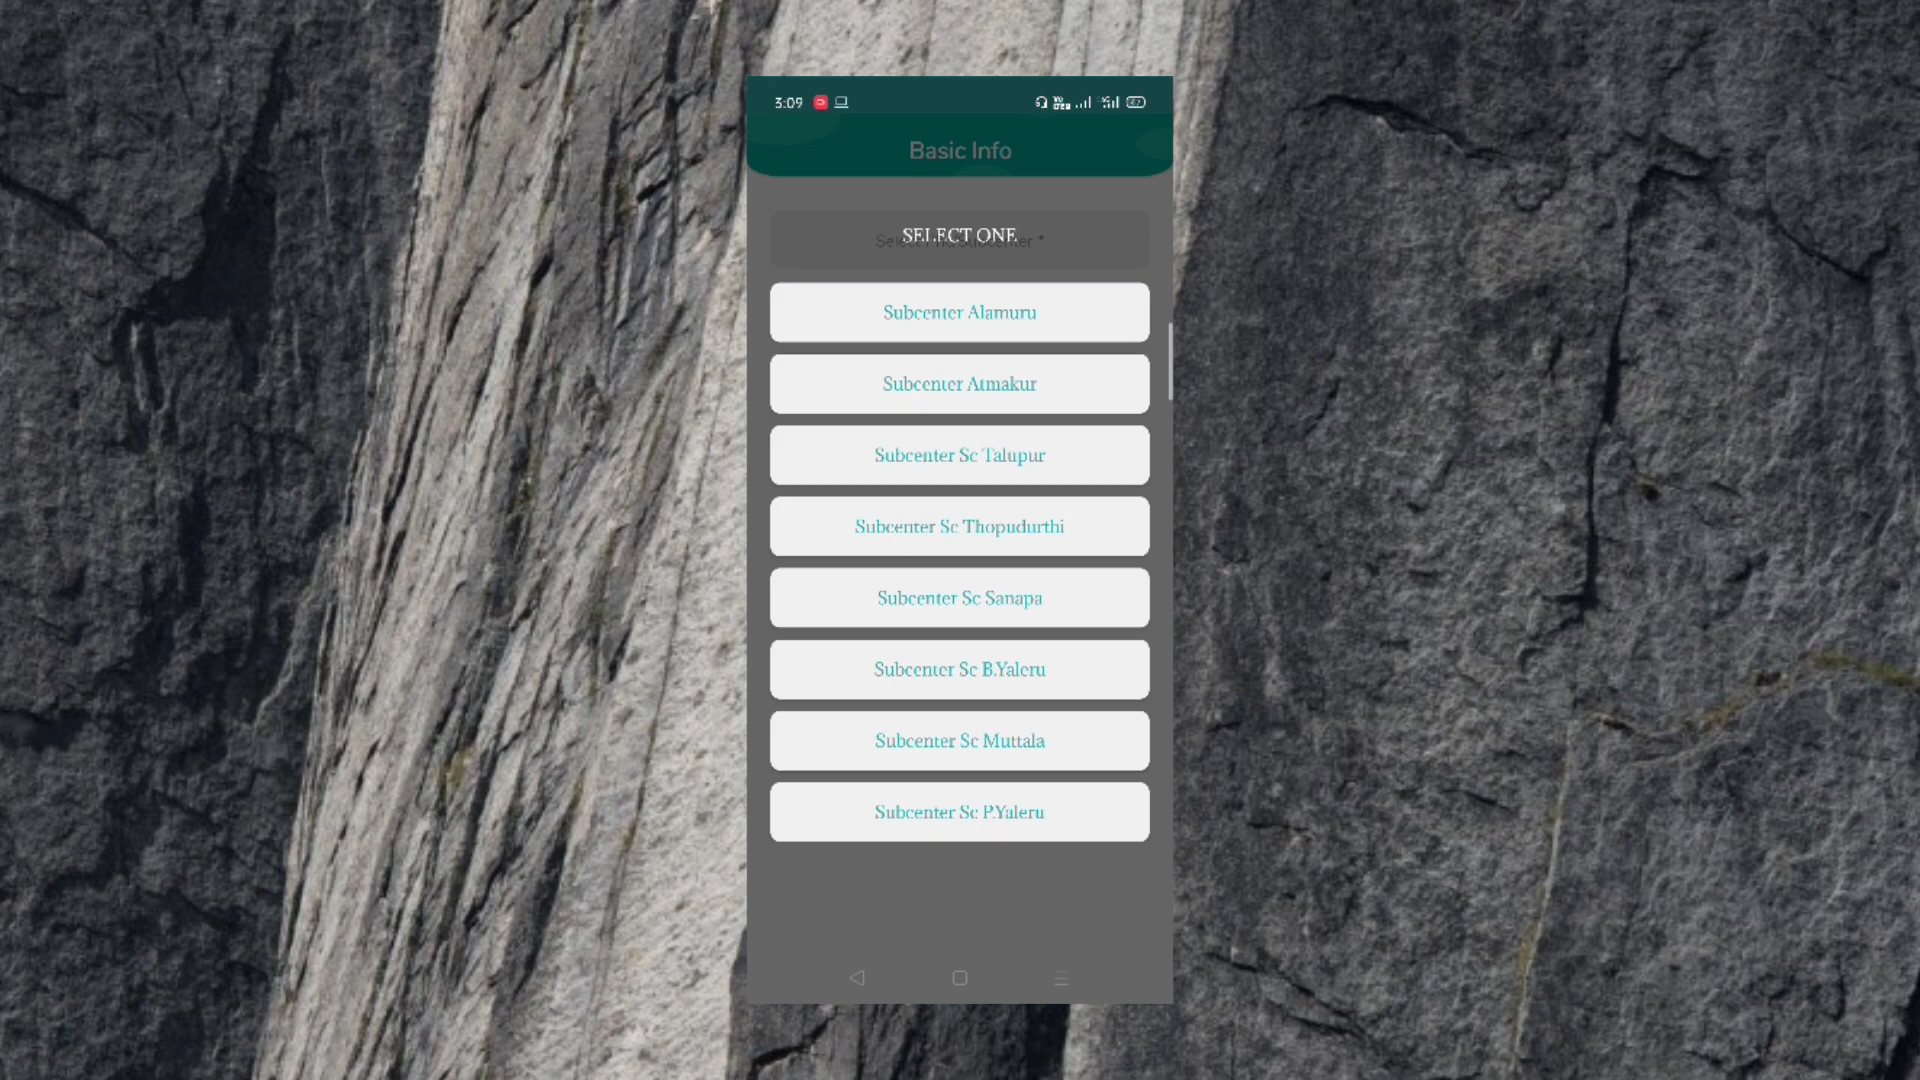 3:09
Basic Info
SELECT ONE
Subcenter Alamuru
Subcenter Atmakur
Subcenter Sc Talupur
Subcenter Sc Thopudurthi
Subcenter Sc Sanapa
Subcenter Sc B.Yaleru
Subcenter Sc Muttala
Subcenter Sc P.Yaleru